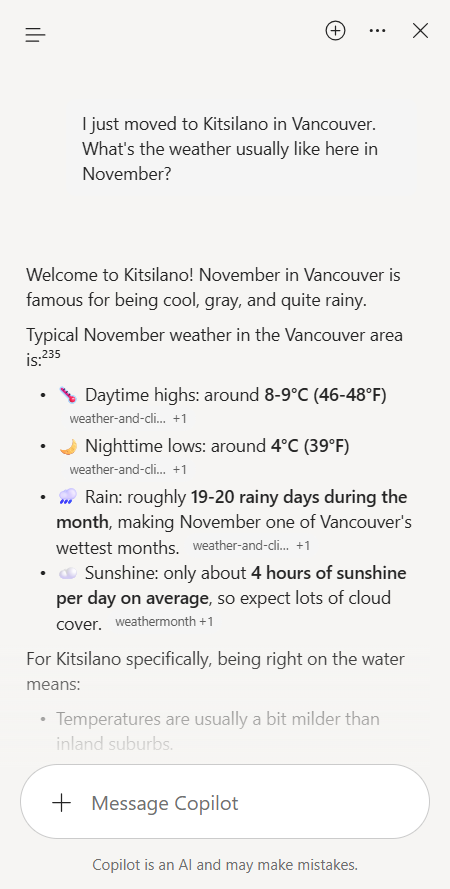 I just moved to Kitsilano in Vancouver.
What's the weather usually like here in
November?
Welcome to Kitsilano! November in Vancouver is
famous for being cool, gray, and quite rainy.
Typical November weather in the Vancouver area
is:²³⁵
• Daytime highs: around 8-9°C (46-48°F)
weather-and-cli... +1
• Nighttime lows: around 4°C (39°F)
weather-and-cli... +1
• Rain: roughly 19-20 rainy days during the
month, making November one of Vancouver's
wettest months. weather-and-cli... +1
• Sunshine: only about 4 hours of sunshine
per day on average, so expect lots of cloud
cover. weathermonth +1
For Kitsilano specifically, being right on the water
means:
• Temperatures are usually a bit milder than
inland suburbs.
Message Copilot
Copilot is an AI and may make mistakes.